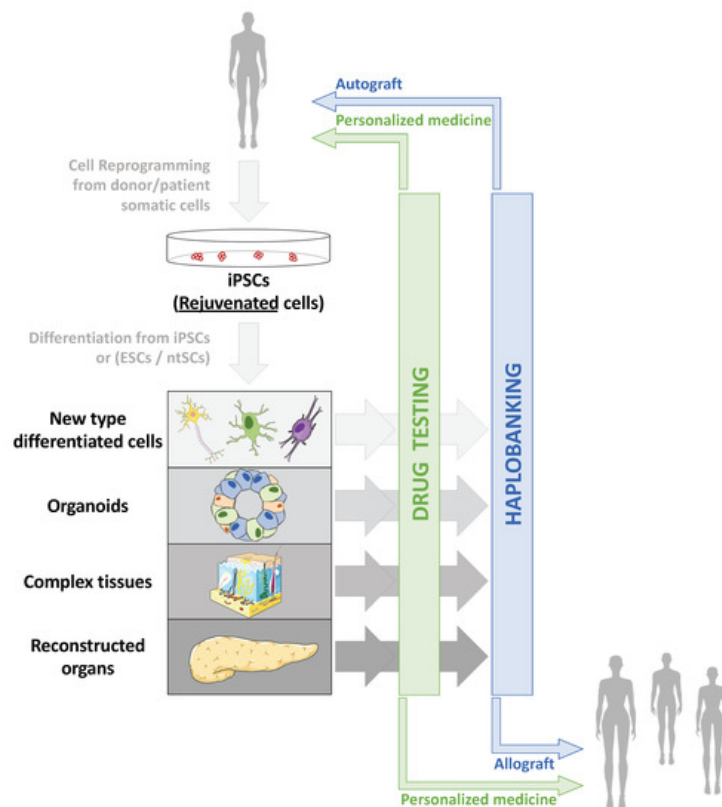 Autograft
Personalized medicine
Cell Reprogramming
from donor/patient
somatic cells
iPSCs
(Rejuvenated cells)
Differentiation from iPSCs
or (ESCs / ntSCs)
New type
differentiated cells
Organoids
Complex tissues
Reconstructed
organs
DRUG TESTING
HAPLOBANKING
Allograft
Personalized medicine